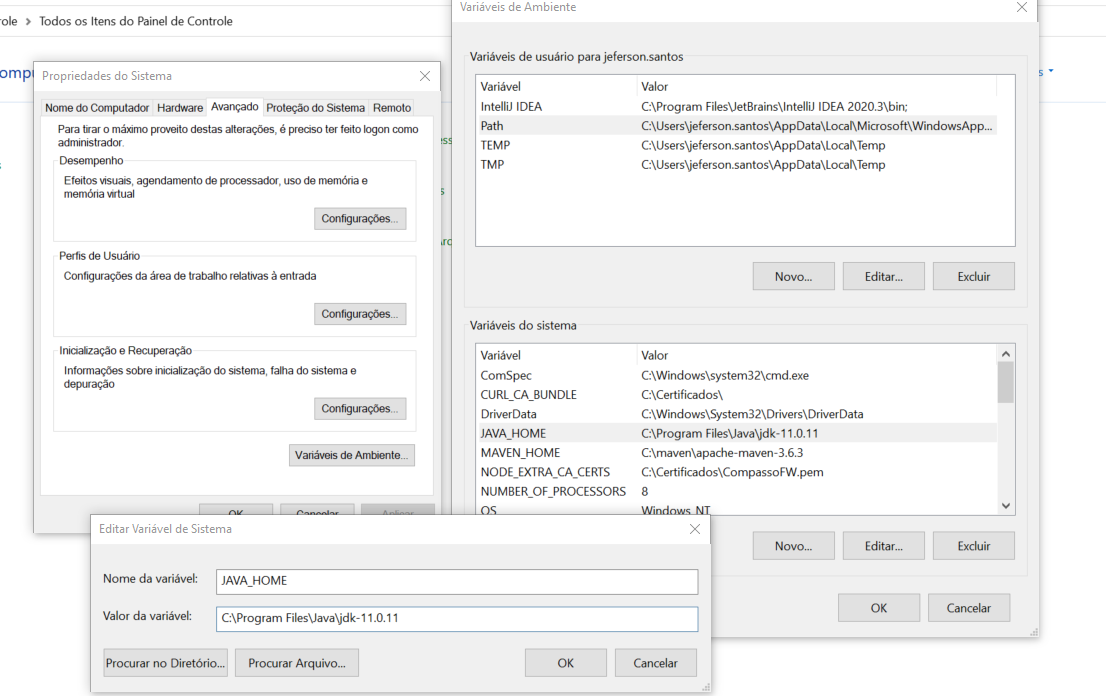 ole > Todos os Itens do Painel de Controle
Propriedades do Sistema
Nome do Computador Hardware Avançado Proteção do Sistema Remoto
Para tirar o máximo proveito destas alterações, é preciso ter feito logon como
administrador.
Desempenho
Efeitos visuais, agendamento de processador, uso de memória e
memória virtual
Configurações...
Perfis de Usuário
Configurações da área de trabalho relativas à entrada
Configurações...
Inicialização e Recuperação
Informações sobre inicialização do sistema, falha do sistema e
depuração
Configurações...
Variáveis de Ambiente...
OK Cancelar Aplicar
Variáveis de Ambiente
Variáveis de usuário para jeferson.santos
Variável Valor
IntelliJ IDEA C:\Program Files\JetBrains\IntelliJ IDEA 2020.3\bin;
Path C:\Users\jeferson.santos\AppData\Local\Microsoft\WindowsApp...
TEMP C:\Users\jeferson.santos\AppData\Local\Temp
TMP C:\Users\jeferson.santos\AppData\Local\Temp
Novo... Editar... Excluir
Variáveis do sistema
Variável Valor
ComSpec C:\Windows\system32\cmd.exe
CURL_CA_BUNDLE C:\Certificados\
DriverData C:\Windows\System32\Drivers\DriverData
JAVA_HOME C:\Program Files\Java\jdk-11.0.11
MAVEN_HOME C:\maven\apache-maven-3.6.3
NODE_EXTRA_CA_CERTS C:\Certificados\CompassoFW.pem
NUMBER_OF_PROCESSORS 8
OS Windows_NT
Novo... Editar... Excluir
OK Cancelar
Editar Variável de Sistema
Nome da variável: JAVA_HOME
Valor da variável: C:\Program Files\Java\jdk-11.0.11
Procurar no Diretório... Procurar Arquivo... OK Cancelar